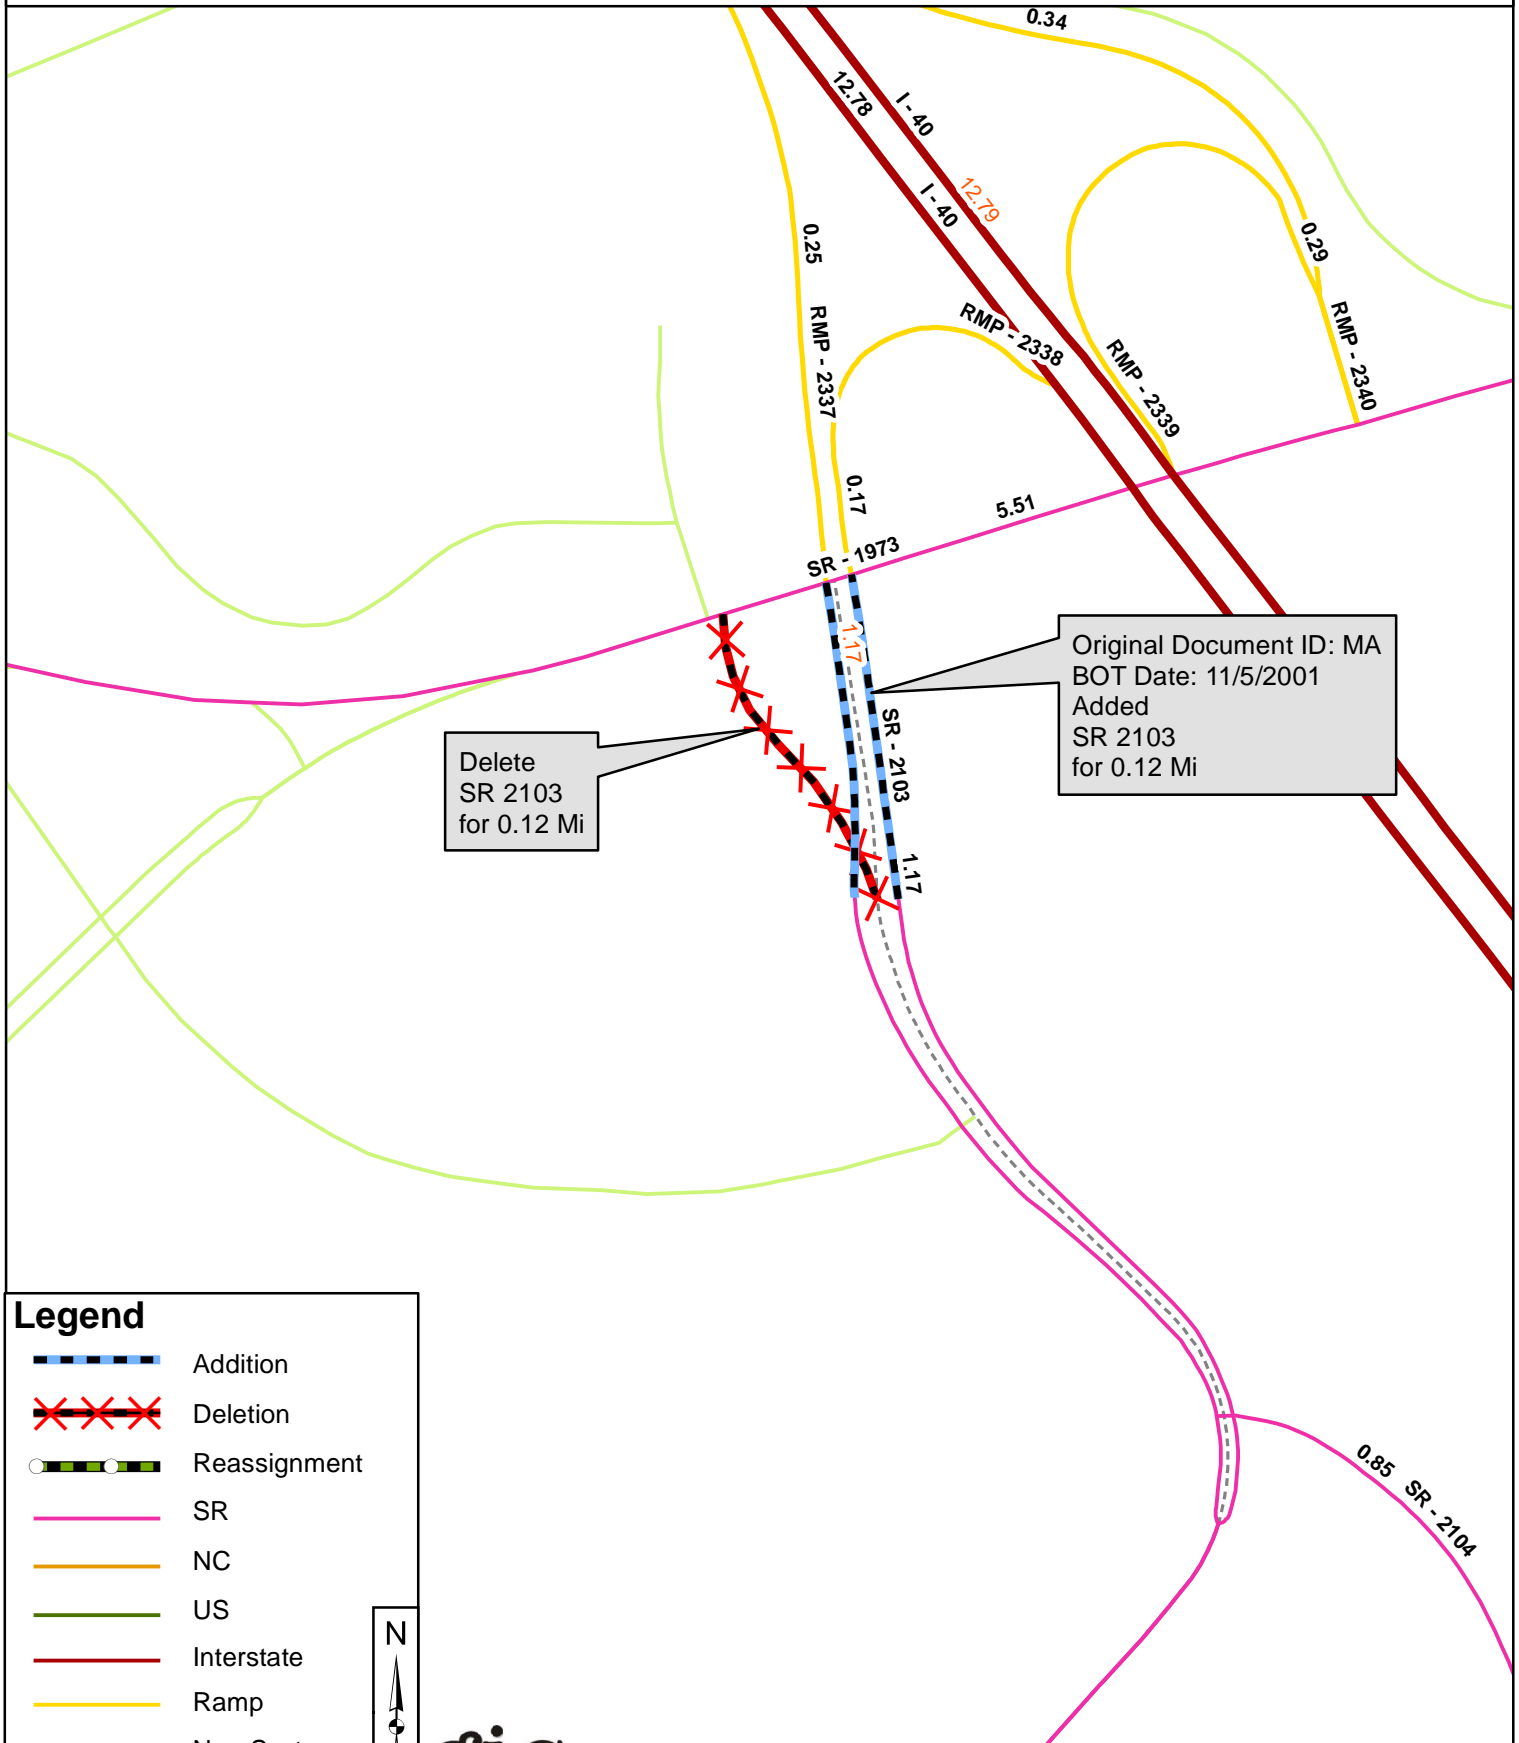 0.34
12.78
I - 40
I - 40
12.79
0.25
0.29
RMP - 2337
RMP - 2338
RMP - 2339
RMP - 2340
0.17
5.51
SR - 1973
1.17
Original Document ID: MA
BOT Date: 11/5/2001
Added
SR 2103
for 0.12 Mi
SR - 2103
Delete
SR 2103
for 0.12 Mi
1.17
Legend
Addition
Deletion
Reassignment
SR
NC
US
Interstate
Ramp
N
0.85
SR - 2104